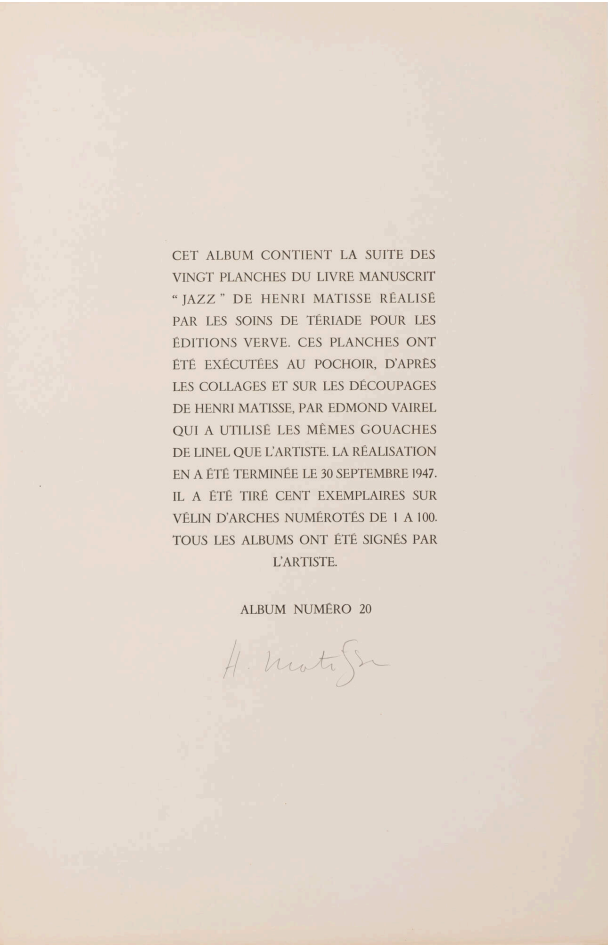 CET ALBUM CONTIENT LA SUITE DES
VINGT PLANCHES DU LIVRE MANUSCRIT
“ JAZZ ” DE HENRI MATISSE RÉALISÉ
PAR LES SOINS DE TÉRIADE POUR LES
ÉDITIONS VERVE. CES PLANCHES ONT
ÉTÉ EXÉCUTÉES AU POCHOIR, D'APRÈS
LES COLLAGES ET SUR LES DÉCOUPAGES
DE HENRI MATISSE, PAR EDMOND VAIREL
QUI A UTILISÉ LES MÊMES GOUACHES
DE LINEL QUE L'ARTISTE. LA RÉALISATION
EN A ÉTÉ TERMINÉE LE 30 SEPTEMBRE 1947.
IL A ÉTÉ TIRÉ CENT EXEMPLAIRES SUR
VÉLIN D'ARCHES NUMÉROTÉS DE 1 A 100.
TOUS LES ALBUMS ONT ÉTÉ SIGNÉS PAR
L'ARTISTE.
ALBUM NUMÉRO 20
H. Matisse